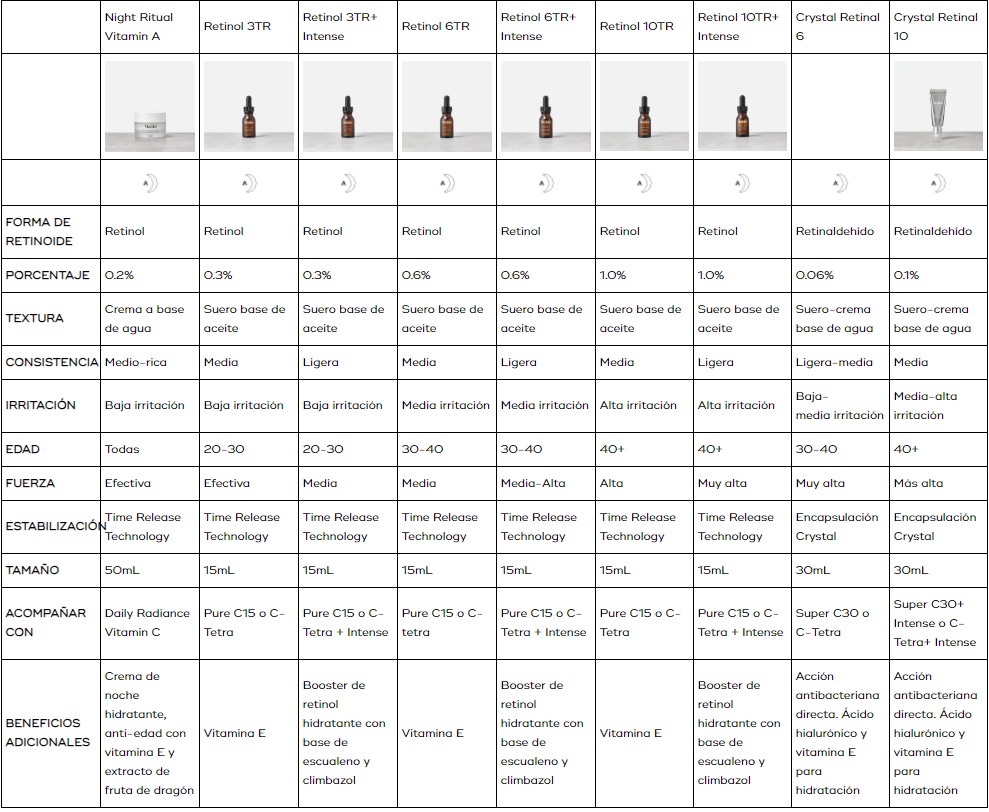 Night Ritual
Vitamin A
Retinol 3TR
Retinol 3TR+
Intense
Retinol 6TR
Retinol 6TR+
Intense
Retinol 10TR
Retinol 10TR+
Intense
Crystal Retinal
6
Crystal Retinal
10
FORMA DE
RETINOIDE
Retinol
Retinol
Retinol
Retinol
Retinol
Retinol
Retinol
Retinaldehido
Retinaldehido
PORCENTAJE
0.2%
0.3%
0.3%
0.6%
0.6%
1.0%
1.0%
0.06%
0.1%
TEXTURA
Crema a base
de agua
Suero base de
aceite
Suero base de
aceite
Suero base de
aceite
Suero base de
aceite
Suero base de
aceite
Suero base de
aceite
Suero-crema
base de agua
Suero-crema
base de agua
CONSISTENCIA
Medio-rica
Media
Ligera
Media
Ligera
Media
Ligera
Ligera-media
Media
IRRITACIÓN
Baja irritación
Baja irritación
Baja irritación
Media irritación
Media irritación
Alta irritación
Alta irritación
Baja-
media irritación
Media-alta
irritación
EDAD
Todas
20-30
20-30
30-40
30-40
40+
40+
30-40
40+
FUERZA
Efectiva
Efectiva
Media
Media
Media-Alta
Alta
Muy alta
Muy alta
Más alta
ESTABILIZACIÓN
Time Release
Technology
Time Release
Technology
Time Release
Technology
Time Release
Technology
Time Release
Technology
Time Release
Technology
Time Release
Technology
Encapsulación
Crystal
Encapsulación
Crystal
TAMAÑO
50mL
15mL
15mL
15mL
15mL
15mL
15mL
30mL
30mL
ACOMPAÑAR
CON
Daily Radiance
Vitamin C
Pure C15 o C-
Tetra
Pure C15 o C-
Tetra + Intense
Pure C15 o C-
tetra
Pure C15 o C-
Tetra + Intense
Pure C15 o C-
Tetra
Pure C15 o C-
Tetra + Intense
Super C30 o
C-Tetra
Super C30+
Intense o C-
Tetra+ Intense
BENEFICIOS
ADICIONALES
Crema de
noche
hidratante,
anti-edad con
vitamina E y
extracto de
fruta de dragón
Vitamina E
Booster de
retinol
hidratante con
base de
escualeno y
climbazol
Vitamina E
Booster de
retinol
hidratante con
base de
escualeno y
climbazol
Vitamina E
Booster de
retinol
hidratante con
base de
escualeno y
climbazol
Acción
antibacteriana
directa. Ácido
hialurónico y
vitamina E
para
hidratación
Acción
antibacteriana
directa. Ácido
hialurónico y
vitamina E
para
hidratación